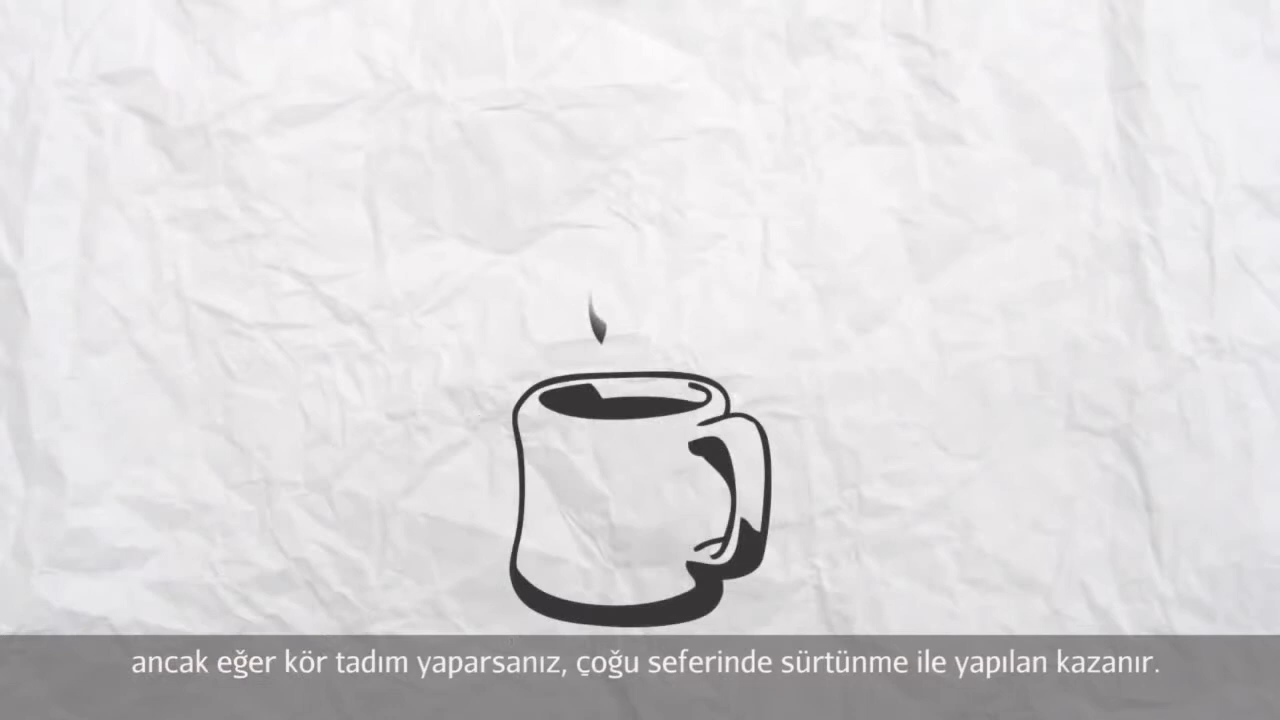 ancak eğer kör tadım yaparsanız, çoğu seferinde sürtünme ile yapılan kazanır.